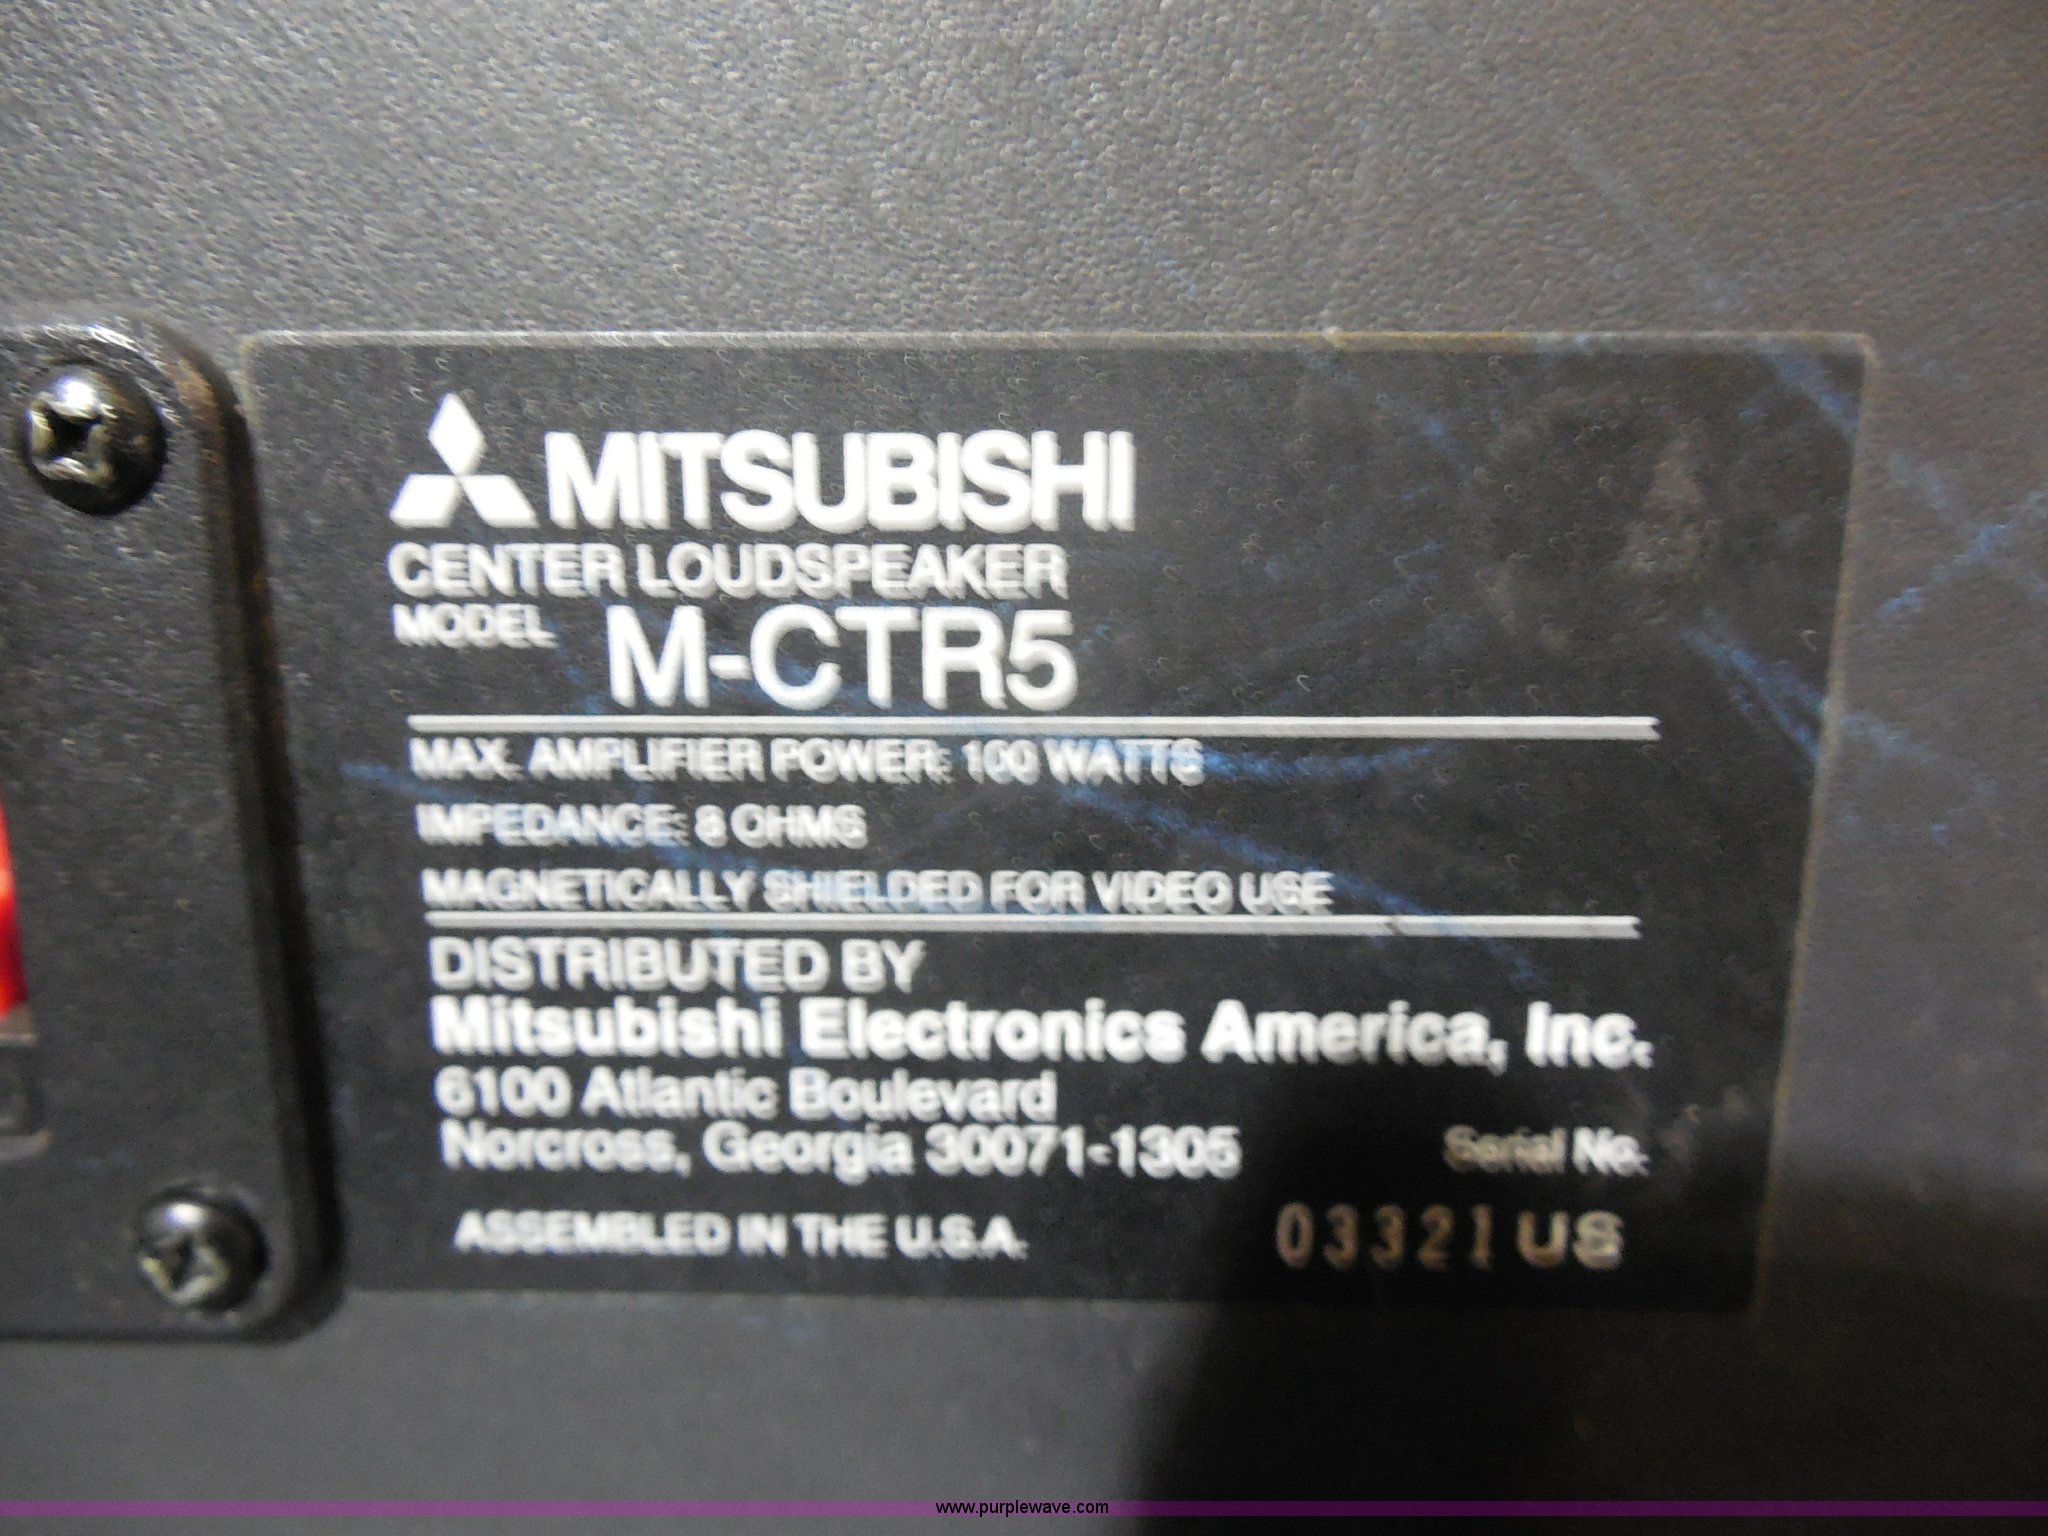 MITSUBISHI
CENTER LOUDSPEAKER
MODEL M-CTR5
MAX. AMPLIFIER POWER: 100 WATTS
IMPEDANCE: 8 OHMS
MAGNETICALLY SHIELDED FOR VIDEO USE
DISTRIBUTED BY
Mitsubishi Electronics America, Inc.
6100 Atlantic Boulevard
Norcross, Georgia 30071-1305
Serial No.
ASSEMBLED IN THE U.S.A.
03321 US
www.purplewave.com